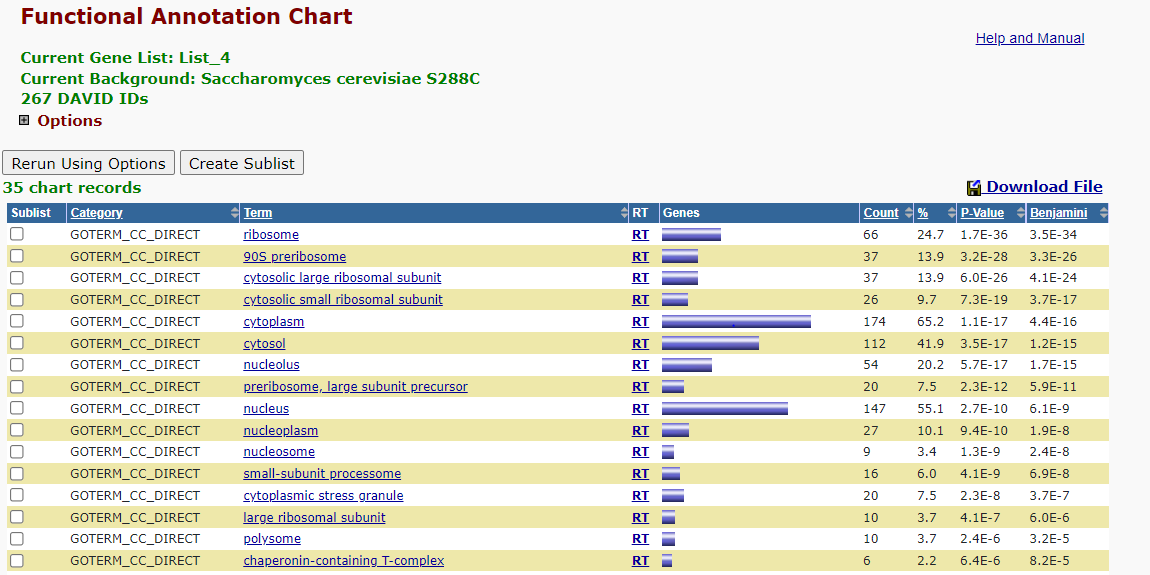 Functional Annotation Chart
Help and Manual
Current Gene List: List_4
Current Background: Saccharomyces cerevisiae S288C
267 DAVID IDs
Options
Rerun Using Options Create Sublist
35 chart records Download File
Sublist Category Term RT Genes Count % P-Value Benjamini
GOTERM_CC_DIRECT ribosome RT 66 24.7 1.7E-36 3.5E-34
GOTERM_CC_DIRECT 90S preribosome RT 37 13.9 3.2E-28 3.3E-26
GOTERM_CC_DIRECT cytosolic large ribosomal subunit RT 37 13.9 6.0E-26 4.1E-24
GOTERM_CC_DIRECT cytosolic small ribosomal subunit RT 26 9.7 7.3E-19 3.7E-17
GOTERM_CC_DIRECT cytoplasm RT 174 65.2 1.1E-17 4.4E-16
GOTERM_CC_DIRECT cytosol RT 112 41.9 3.5E-17 1.2E-15
GOTERM_CC_DIRECT nucleolus RT 54 20.2 5.7E-17 1.7E-15
GOTERM_CC_DIRECT preribosome, large subunit precursor RT 20 7.5 2.3E-12 5.9E-11
GOTERM_CC_DIRECT nucleus RT 147 55.1 2.7E-10 6.1E-9
GOTERM_CC_DIRECT nucleoplasm RT 27 10.1 9.4E-10 1.9E-8
GOTERM_CC_DIRECT nucleosome RT 9 3.4 1.3E-9 2.4E-8
GOTERM_CC_DIRECT small-subunit processome RT 16 6.0 4.1E-9 6.9E-8
GOTERM_CC_DIRECT cytoplasmic stress granule RT 20 7.5 2.3E-8 3.7E-7
GOTERM_CC_DIRECT large ribosomal subunit RT 10 3.7 4.1E-7 6.0E-6
GOTERM_CC_DIRECT polysome RT 10 3.7 2.4E-6 3.2E-5
GOTERM_CC_DIRECT chaperonin-containing T-complex RT 6 2.2 6.4E-6 8.2E-5